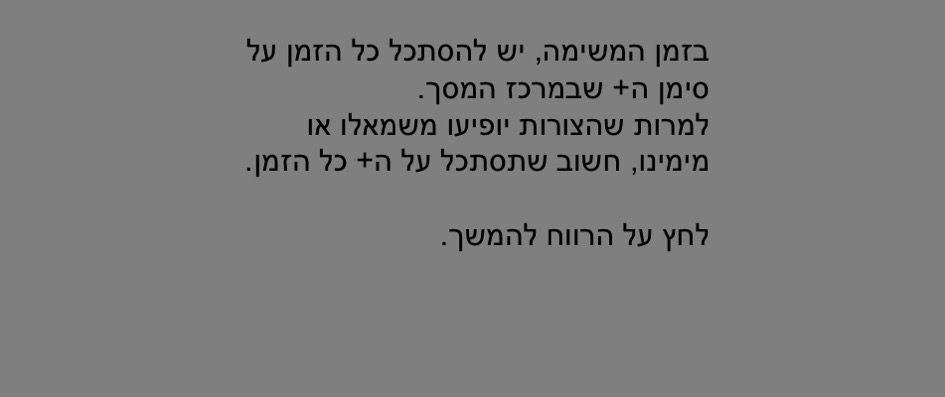 בזמן המשימה, יש להסתכל כל הזמן על
סימן ה+ שבמרכז המסך.
למרות שהצורות יופיעו משמאלו או
מימינו, חשוב שתסתכל על ה+ כל הזמן.
לחץ על הרווח להמשך.